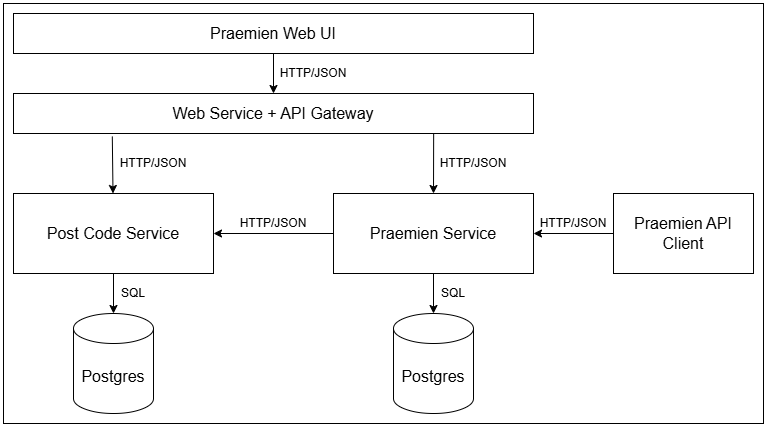 Praemien Web UI
HTTP/JSON
Web Service + API Gateway
HTTP/JSON
HTTP/JSON
Post Code Service
HTTP/JSON
Praemien Service
HTTP/JSON
Praemien API
Client
SQL
SQL
Postgres
Postgres